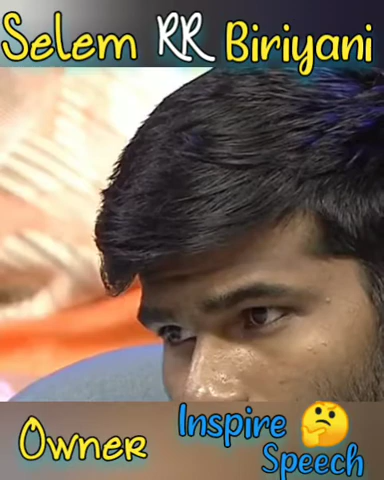 Selem RR Biriyani
Owner Inspire 🤔
Speech